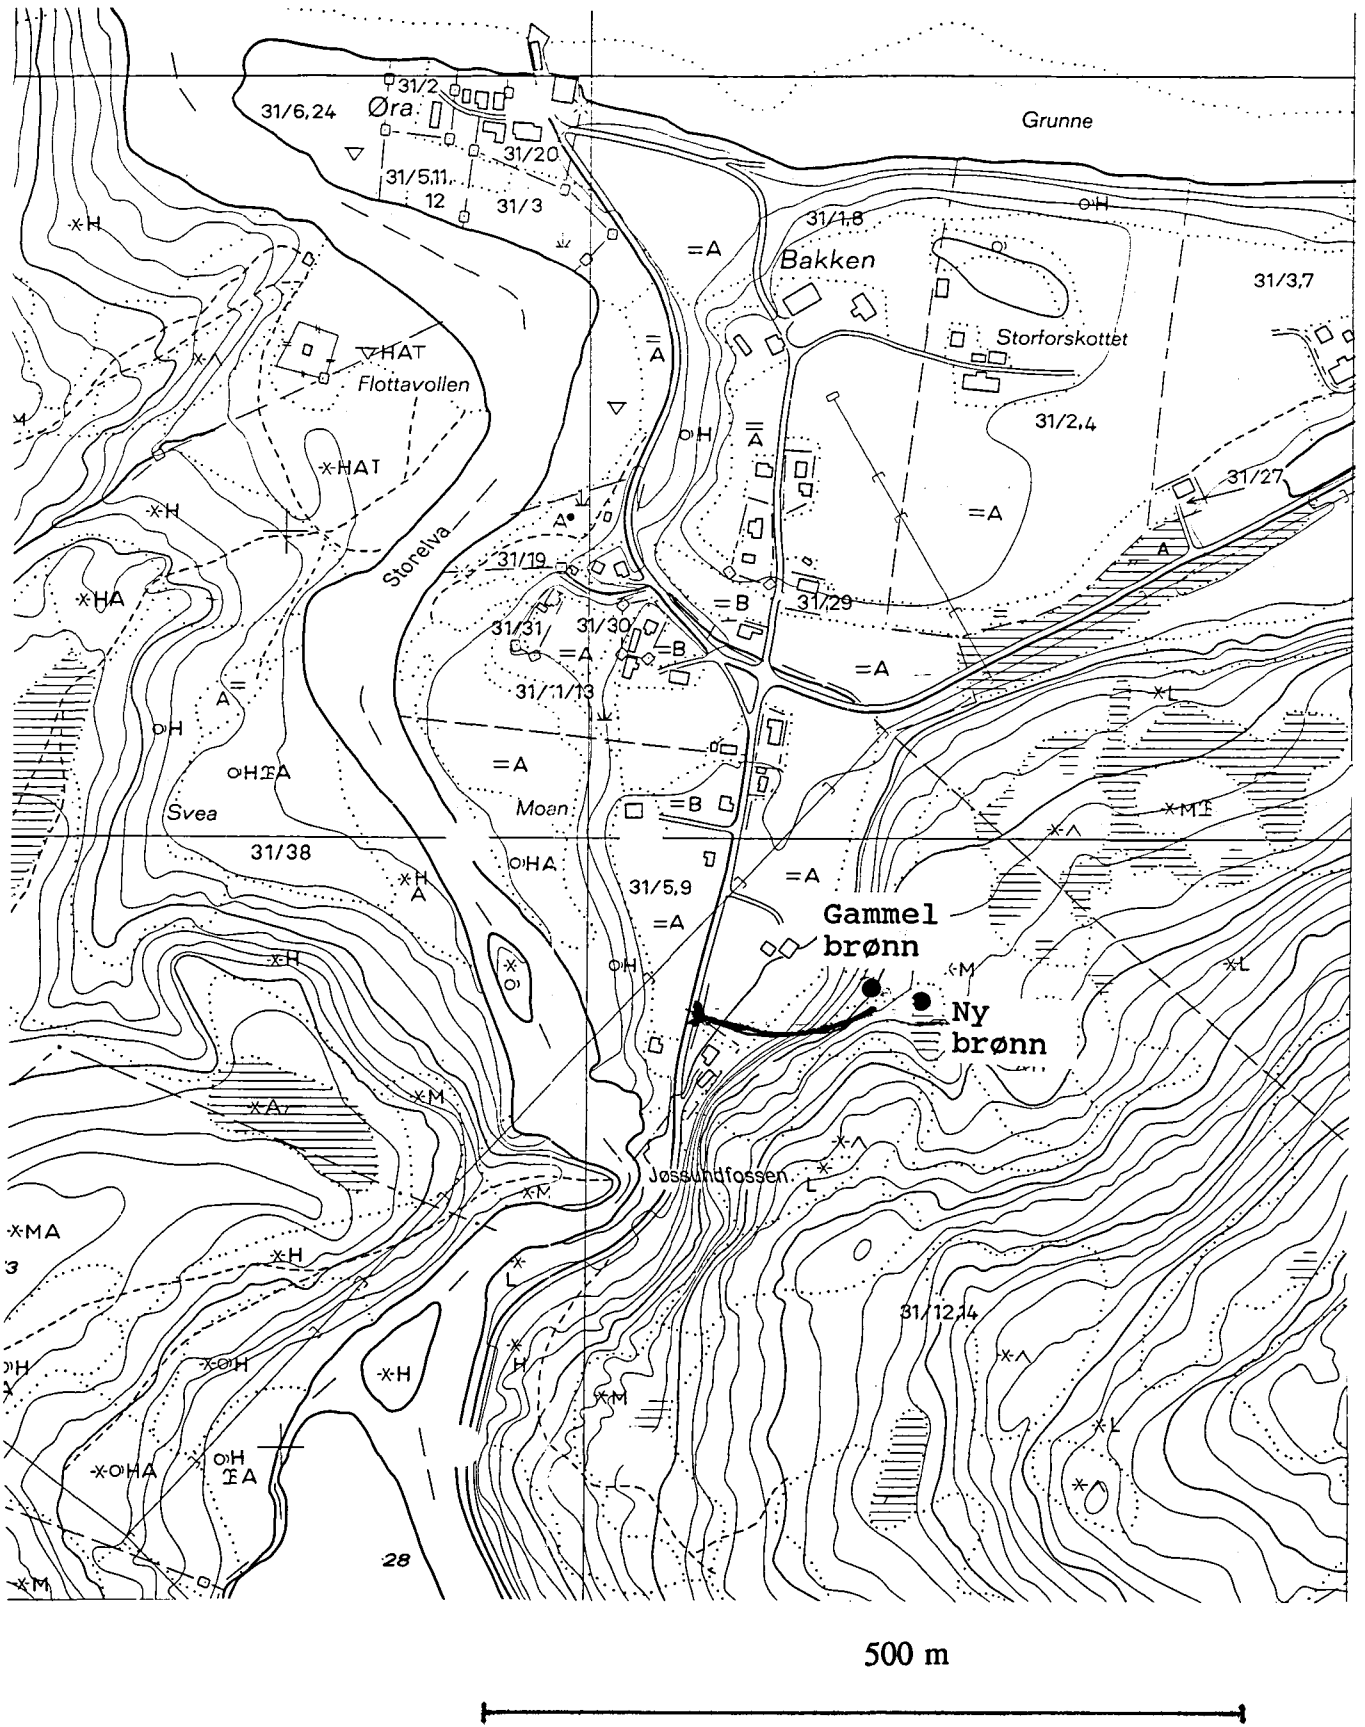 31/2
31/6,24
Øra
Grunne
31/20
31/5,11,
12
31/3
31/1,8
O)H
-X-H
=A
Bakken
31/3,7
=
A
Storforskottet
HAT
Flottavollen
31/2,4
O)H
=
A
-X-HAT
31/27
-X-H
=A
A
Storelva
A
31/19
-X-HA
=B
31/29
=
31/31
31/30
=A
=B
=A
31/11/13
-X-L
A=
O)H
O)H
A
=A
Svea
Moan
=B
-X-M
31/38
O)HA
-X-H
A
31/5,9
=A
=A
Gammel
brønn
-X-H
-X-
O)
O)H
-M
-X-L
Ny
brønn
-X-M
-X-A
Jøssundfossen
-X-M
L
-X-MA
-X-H
3
L
31/12,14
-X-O)H
-X-H
-X-
H
-X-M
-X-L
-X-O)HA
O)H
A
28
-X-M
500 m